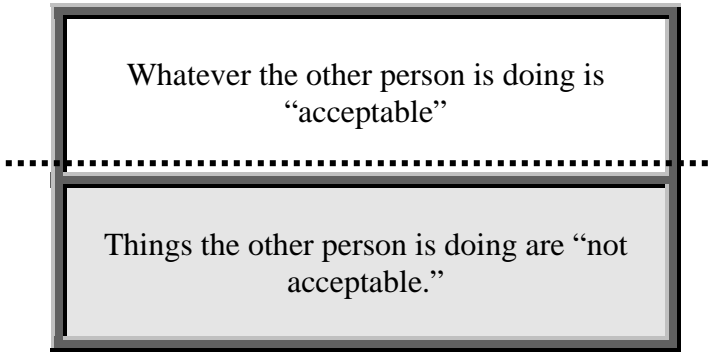 Whatever the other person is doing is
“acceptable”
Things the other person is doing are “not
acceptable.”